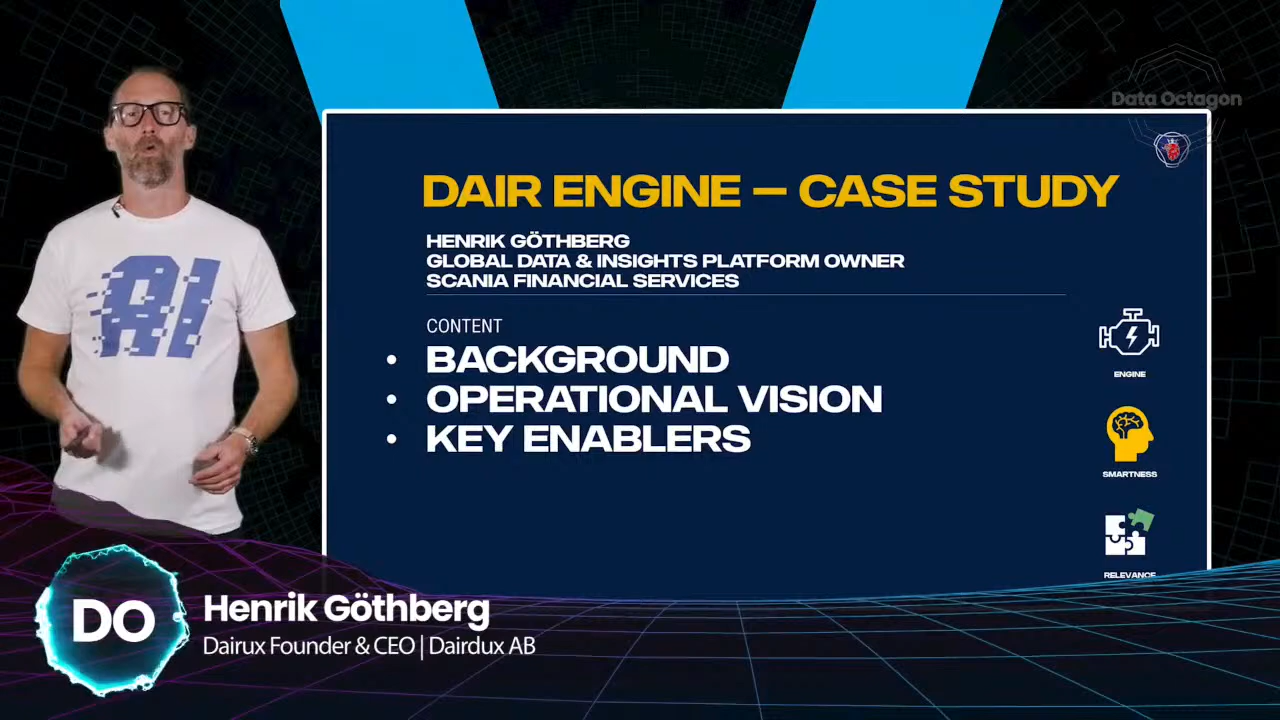 Data Octagon
DAIR ENGINE – CASE STUDY
HENRIK GÖTHBERG
GLOBAL DATA & INSIGHTS PLATFORM OWNER
SCANIA FINANCIAL SERVICES
CONTENT
• BACKGROUND
• OPERATIONAL VISION
• KEY ENABLERS
ENGINE
SMARTNESS
RELEVANCE
AI
DO
Henrik Göthberg
Dairux Founder & CEO | Dairdux AB